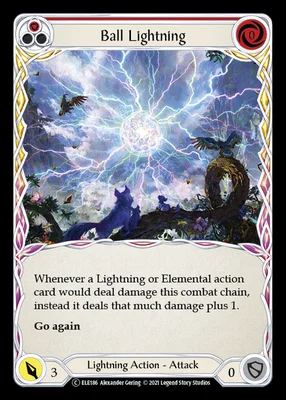 Ball Lightning
Whenever a Lightning or Elemental action
card would deal damage this combat chain,
instead it deals that much damage plus 1.
Go again
3
Lightning Action - Attack
0
C ELE186 Alexander Gering © 2021 Legend Story Studios